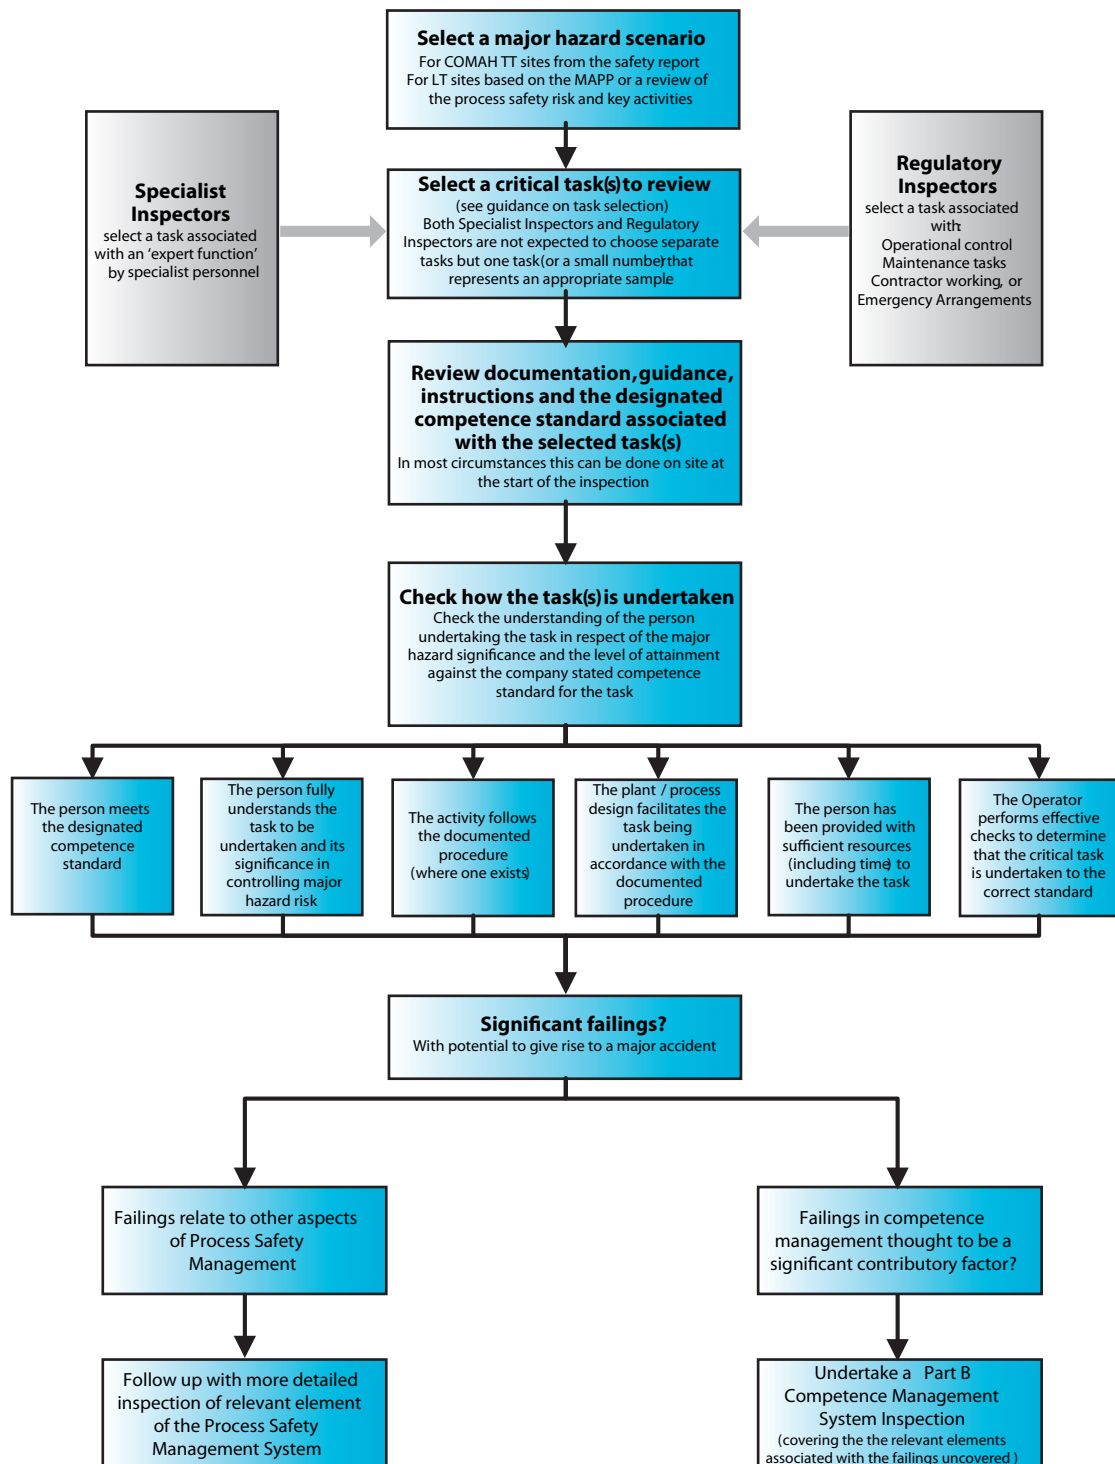 Select a major hazard scenario
For COMAH TT sites from the safety report
For LT sites based on the MAPP or a review of
the process safety risk and key activities
Specialist
Inspectors
select a task associated
with an ‘expert function’
by specialist personnel
Select a critical task(s) to review
(see guidance on task selection)
Both Specialist Inspectors and Regulatory
Inspectors are not expected to choose separate
tasks but one task (or a small number) that
represents an appropriate sample.
Regulatory
Inspectors
select a task associated
with:
Operational control
Maintenance tasks
Contractor working, or
Emergency Arrangements
Review documentation, guidance,
instructions and the designated
competence standard associated
with the selected task(s)
In most circumstances this can be done on site at
the start of the inspection
Check how the task(s) is undertaken
Check the understanding of the person
undertaking the task in respect of the major
hazard significance and the level of attainment
against the company stated competence
standard for the task
The person meets
the designated
competence
standard
The person fully
understands the
task to be
undertaken and its
significance in
controlling major
hazard risk
The activity follows
the documented
procedure
(where one exists)
The plant / process
design facilitates the
task being
undertaken in
accordance with the
documented
procedure
The person has
been provided with
sufficient resources
(including time) to
undertake the task
The Operator
performs effective
checks to determine
that the critical task
is undertaken to the
correct standard
Significant failings?
With potential to give rise to a major accident
Failings relate to other aspects
of Process Safety
Management
Failings in competence
management thought to be a
significant contributory factor?
Follow up with more detailed
inspection of relevant element
of the Process Safety
Management System
Undertake a Part B
Competence Management
System Inspection
(covering the the relevant elements
associated with the failings uncovered )